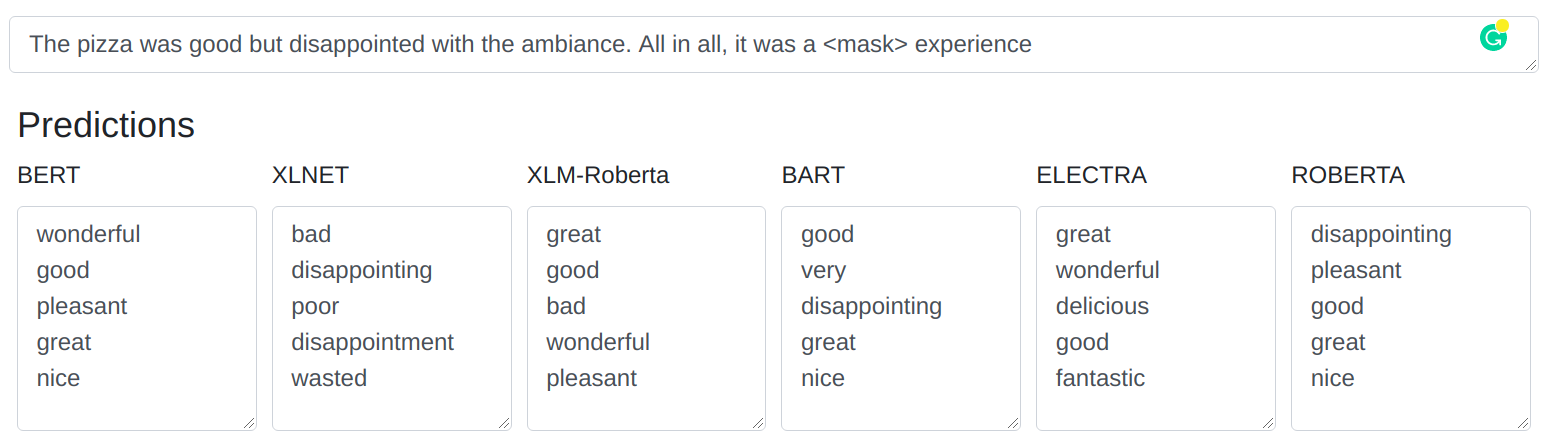 The pizza was good but disappointed with the ambiance. All in all, it was a <mask> experience
Predictions
BERT
wonderful
good
pleasant
great
nice
XLNET
bad
disappointing
poor
disappointment
wasted
XLM-Roberta
great
good
bad
wonderful
pleasant
BART
good
very
disappointing
great
nice
ELECTRA
great
wonderful
delicious
good
fantastic
ROBERTA
disappointing
pleasant
good
great
nice